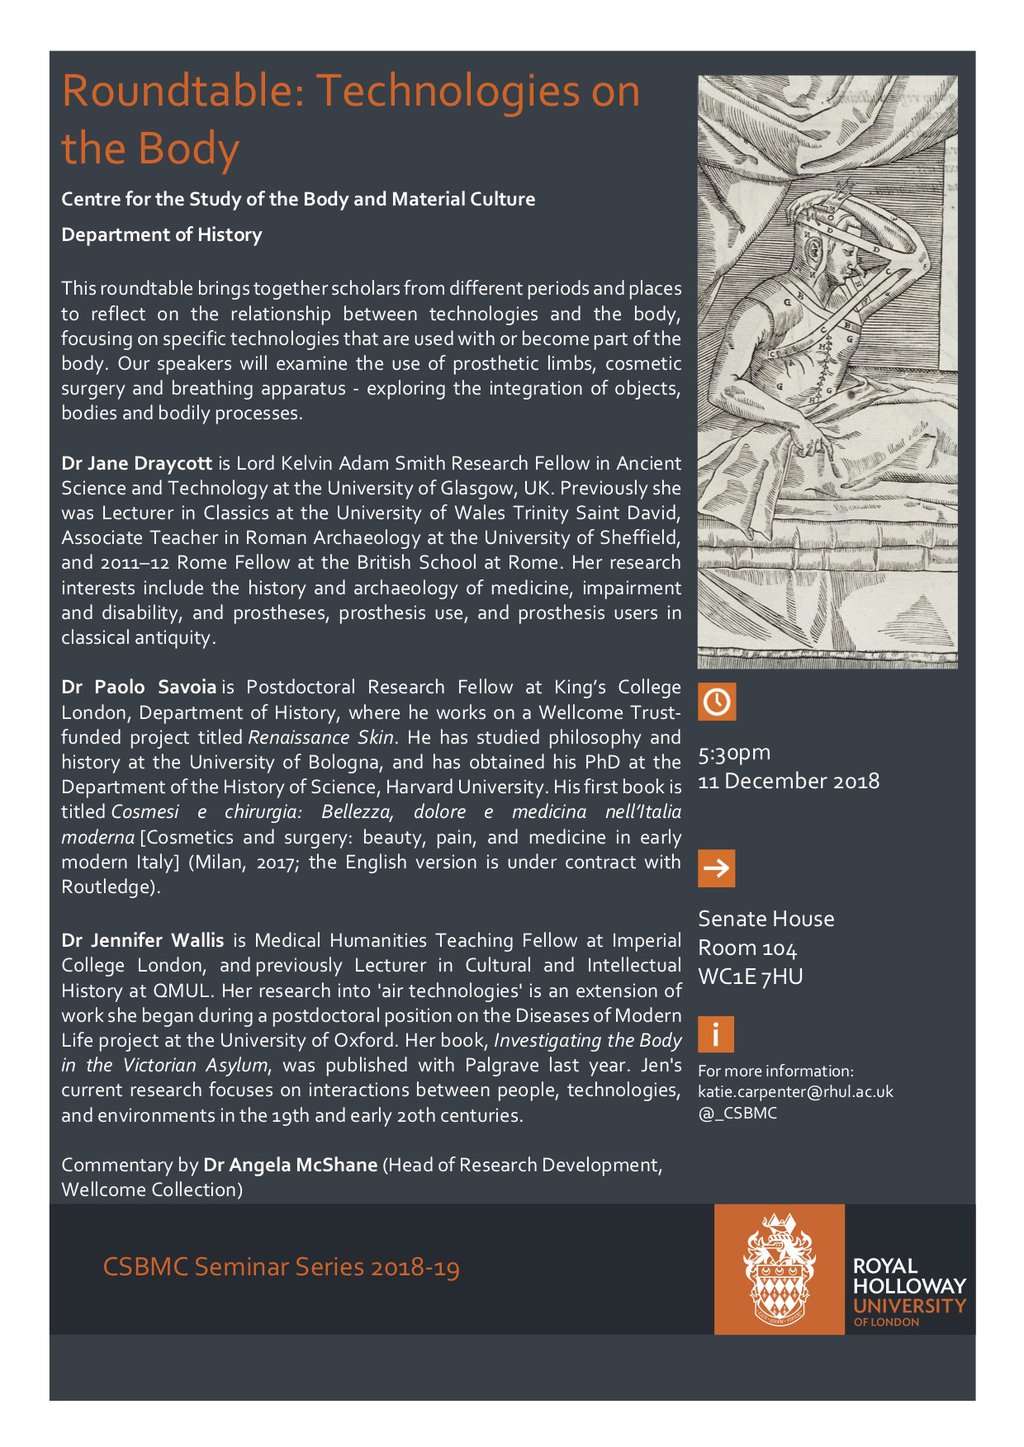 Roundtable: Technologies on
the Body
Centre for the Study of the Body and Material Culture
Department of History
This roundtable brings together scholars from different periods and places
to reflect on the relationship between technologies and the body,
focusing on specific technologies that are used with or become part of the
body. Our speakers will examine the use of prosthetic limbs, cosmetic
surgery and breathing apparatus - exploring the integration of objects,
bodies and bodily processes.
Dr Jane Draycott is Lord Kelvin Adam Smith Research Fellow in Ancient
Science and Technology at the University of Glasgow, UK. Previously she
was Lecturer in Classics at the University of Wales Trinity Saint David,
Associate Teacher in Roman Archaeology at the University of Sheffield,
and 2011–12 Rome Fellow at the British School at Rome. Her research
interests include the history and archaeology of medicine, impairment
and disability, and prostheses, prosthesis use, and prosthesis users in
classical antiquity.
Dr Paolo Savoia is Postdoctoral Research Fellow at King’s College
London, Department of History, where he works on a Wellcome Trust-
funded project titled Renaissance Skin. He has studied philosophy and
history at the University of Bologna, and has obtained his PhD at the
Department of the History of Science, Harvard University. His first book is
titled Cosmesi e chirurgia: Bellezza, dolore e medicina nell’Italia
moderna [Cosmetics and surgery: beauty, pain, and medicine in early
modern Italy] (Milan, 2017; the English version is under contract with
Routledge).
Dr Jennifer Wallis is Medical Humanities Teaching Fellow at Imperial
College London, and previously Lecturer in Cultural and Intellectual
History at QMUL. Her research into 'air technologies' is an extension of
work she began during a postdoctoral position on the Diseases of Modern
Life project at the University of Oxford. Her book, Investigating the Body
in the Victorian Asylum, was published with Palgrave last year. Jen's
current research focuses on interactions between people, technologies,
and environments in the 19th and early 20th centuries.
Commentary by Dr Angela McShane (Head of Research Development,
Wellcome Collection)
5:30pm
11 December 2018
Senate House
Room 104
WC1E 7HU
i
For more information:
katie.carpenter@rhul.ac.uk
@_CSBMC
CSBMC Seminar Series 2018-19
ROYAL
HOLLOWAY
UNIVERSITY
OF LONDON